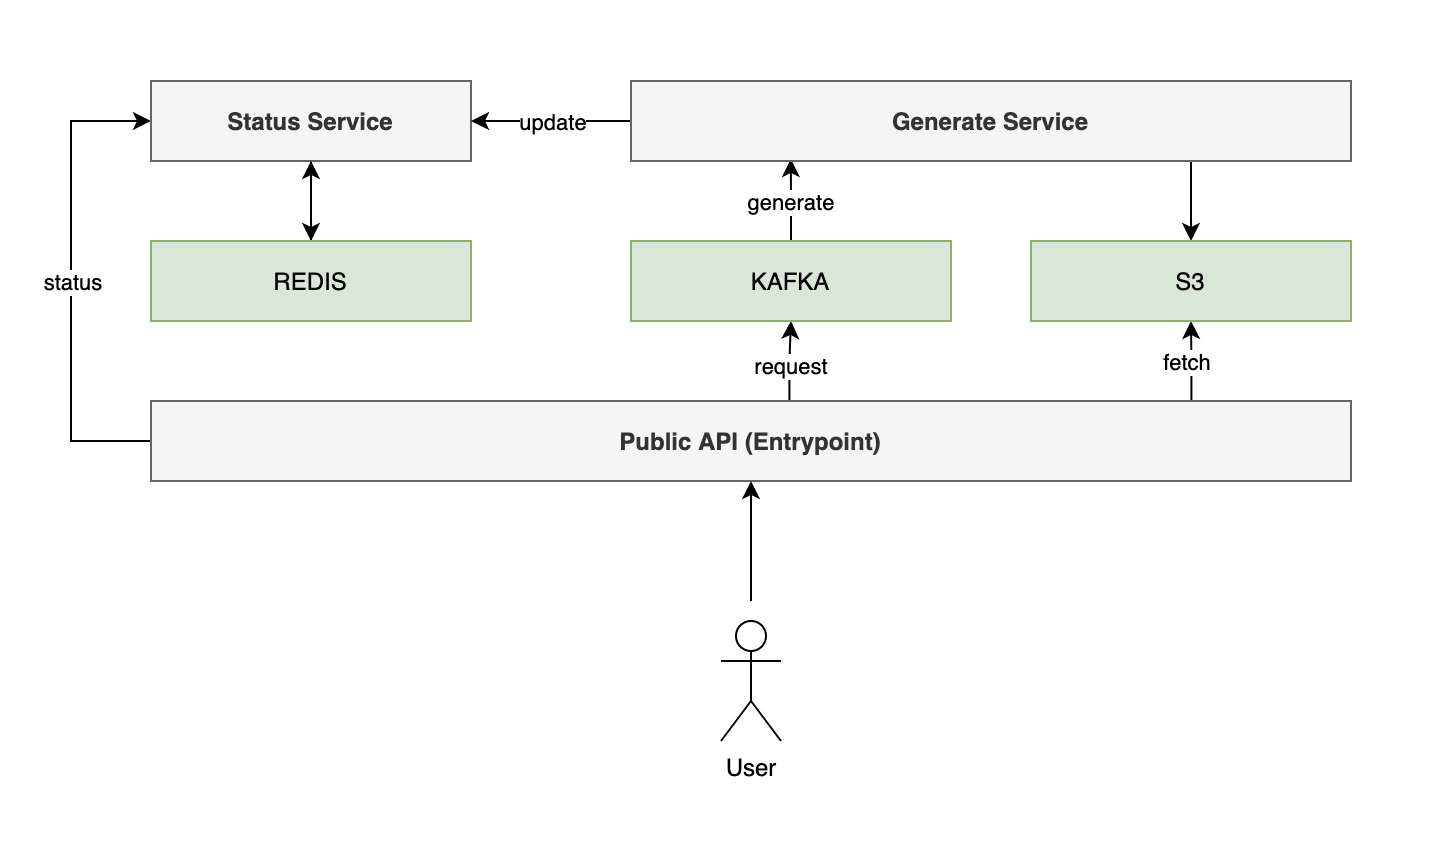 Status Service
update
Generate Service
generate
status
REDIS
KAFKA
S3
request
fetch
Public API (Entrypoint)
User